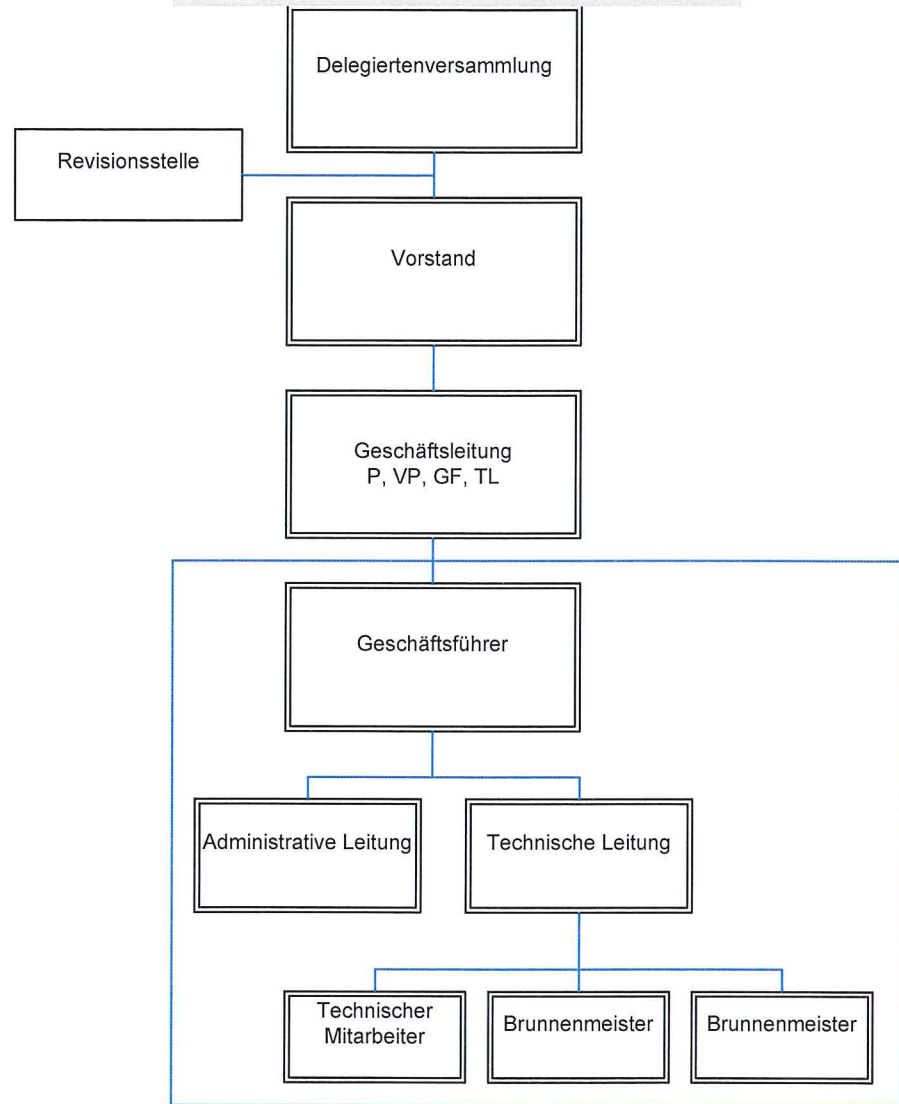 Delegiertenversammlung
Revisionsstelle
Vorstand
Geschäftsleitung
P, VP, GF, TL
Geschäftsführer
Administrative Leitung
Technische Leitung
Technischer
Mitarbeiter
Brunnenmeister
Brunnenmeister